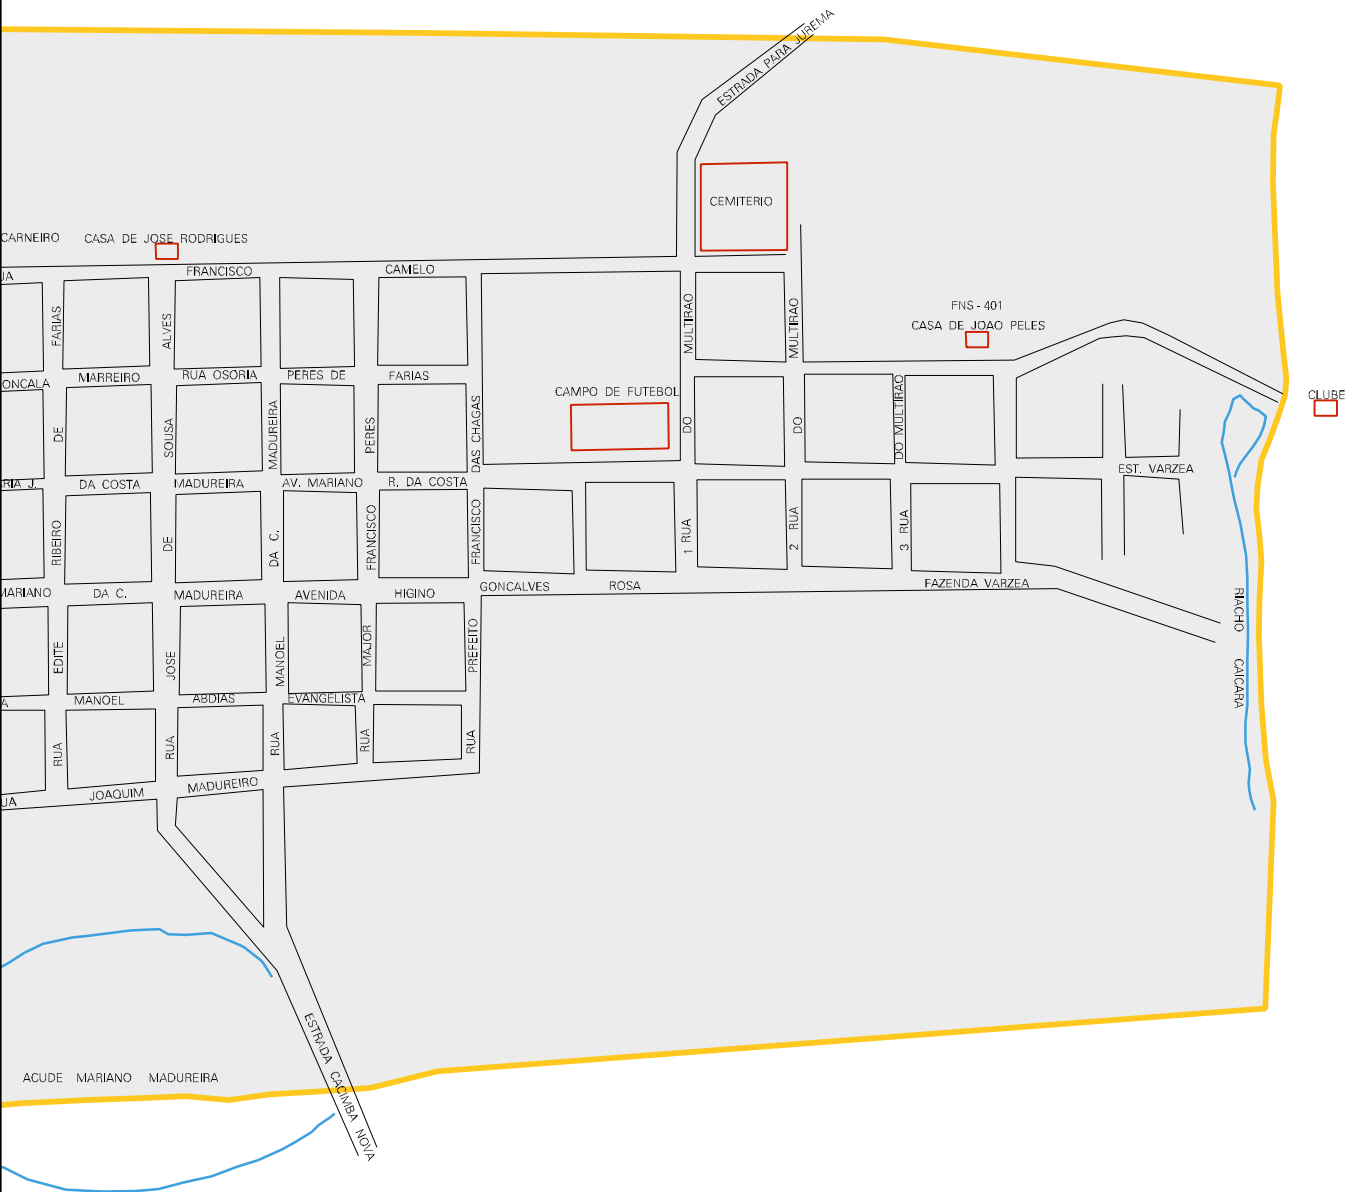 ESTRADA PARA JUREMA
CEMITERIO
CARNEIRO
CASA DE JOSE RODRIGUES
UA
FRANCISCO
CAMELO
FNS - 401
CASA DE JOAO PELES
CLUBE
ONCALA
MARREIRO
RUA OSORIA
PERES DE
FARIAS
CAMPO DE FUTEBOL
RIA J.
DA COSTA
MADUREIRA
AV. MARIANO
R. DA COSTA
EST. VARZEA
MARIANO
DA C.
MADUREIRA
AVENIDA
HIGINO
GONCALVES
ROSA
FAZENDA VARZEA
A
MANOEL
ABDIAS
EVANGELISTA
UA
JOAQUIM
MADUREIRO
RUA EDITE RIBEIRO DE FARIAS
RUA JOSE DE SOUSA ALVES
RUA MANOEL DA C. MADUREIRA
RUA MAJOR FRANCISCO PERES
RUA PREFEITO FRANCISCO DAS CHAGAS
1 RUA DO MULTIRAO
2 RUA DO MULTIRAO
3 RUA DO MULTIRAO
RIACHO CAICARA
ESTRADA CACIMBA NOVA
ACUDE MARIANO MADUREIRA